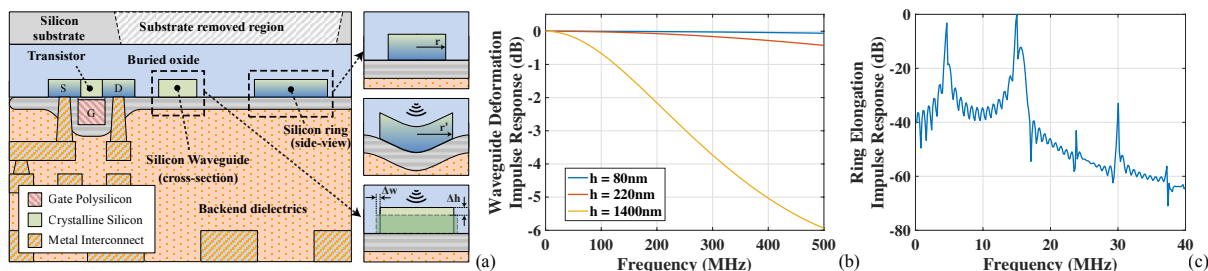 Silicon
substrate
Substrate removed region
Transistor
Buried oxide
S
D
G
Silicon ring
(side-view)
Silicon Waveguide
(cross-section)
Gate Polysilicon
Crystalline Silicon
Metal Interconnect
Backend dielectrics
r
r'
Δw
Δh
(a)
Waveguide Deformation
Impulse Response (dB)
0
-1
-2
-3
-4
-5
-6
h = 80nm
h = 220nm
h = 1400nm
0 100 200 300 400 500
Frequency (MHz)
(b)
Ring Elongation
Impulse Response (dB)
0
-20
-40
-60
-80
0 10 20 30 40
Frequency (MHz)
(c)